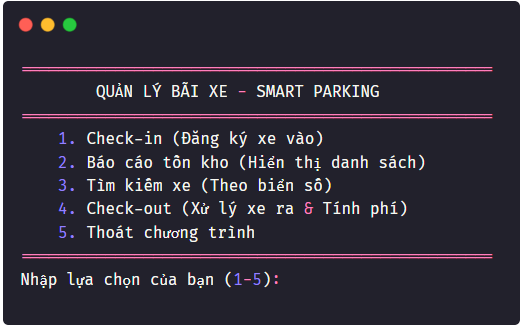 ==================================================
QUẢN LÝ BÃI XE - SMART PARKING
==================================================
1. Check-in (Đăng ký xe vào)
2. Báo cáo tồn kho (Hiển thị danh sách)
3. Tìm kiếm xe (Theo biển số)
4. Check-out (Xử lý xe ra & Tính phí)
5. Thoát chương trình
==================================================
Nhập lựa chọn của bạn (1-5):